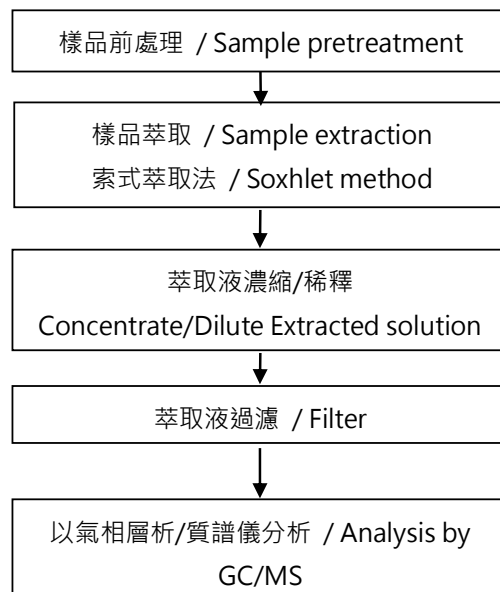 樣品前處理 / Sample pretreatment
樣品萃取 / Sample extraction
索式萃取法 / Soxhlet method
萃取液濃縮/稀釋
Concentrate/Dilute Extracted solution
萃取液過濾 / Filter
以氣相層析/質譜儀分析 / Analysis by
GC/MS